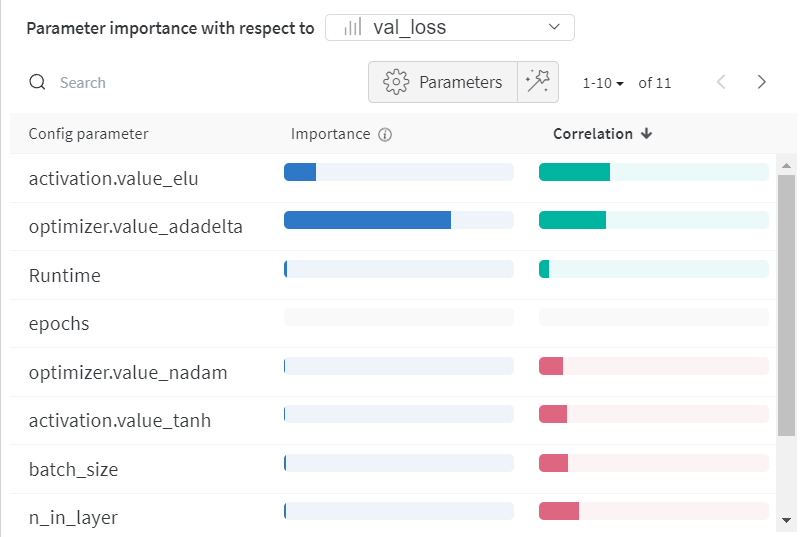 Parameter importance with respect to val_loss
Search Parameters 1-10 of 11
Config parameter Importance Correlation
activation.value_elu
optimizer.value_adadelta
Runtime
epochs
optimizer.value_nadam
activation.value_tanh
batch_size
n_in_layer